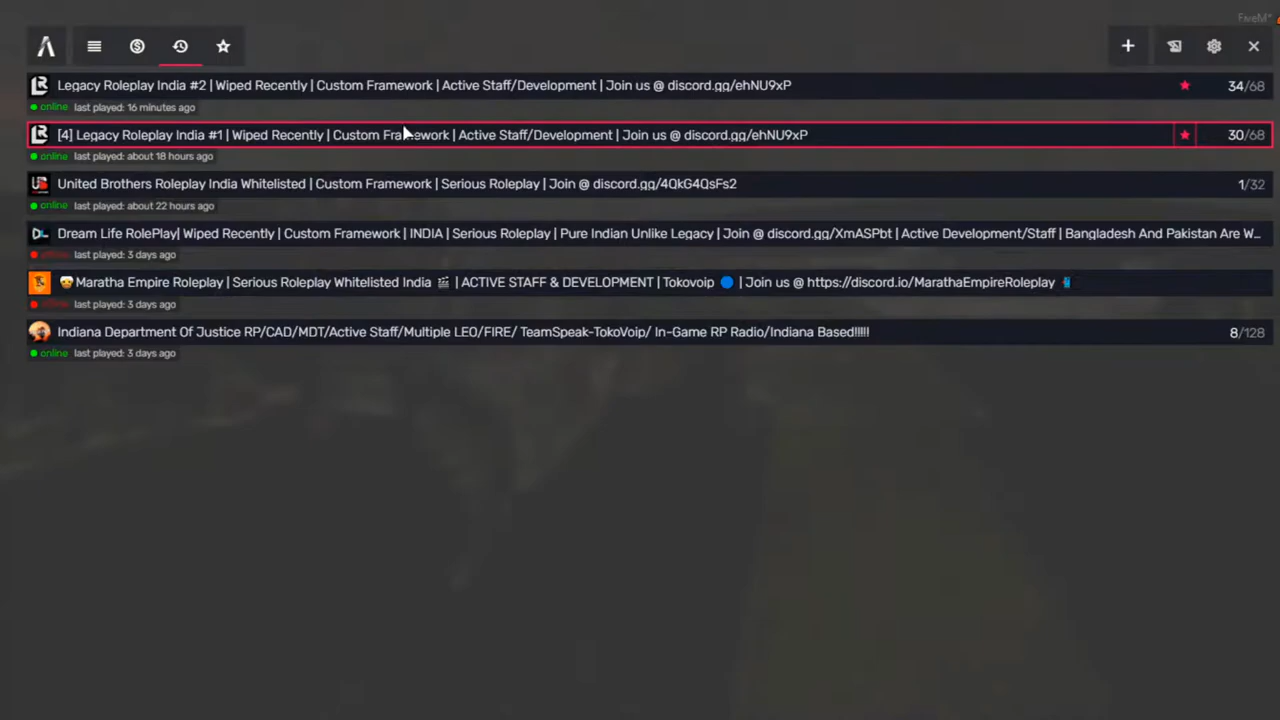 FiveM*
Legacy Roleplay India #2 | Wiped Recently | Custom Framework | Active Staff/Development | Join us @ discord.gg/ehNU9xP 34/68
online last played: 16 minutes ago
[4] Legacy Roleplay India #1 | Wiped Recently | Custom Framework | Active Staff/Development | Join us @ discord.gg/ehNU9xP 30/68
online last played: about 18 hours ago
United Brothers Roleplay India Whitelisted | Custom Framework | Serious Roleplay | Join @ discord.gg/4QkG4QsFs2 1/32
online last played: about 22 hours ago
Dream Life RolePlay| Wiped Recently | Custom Framework | INDIA | Serious Roleplay | Pure Indian Unlike Legacy | Join @ discord.gg/XmASPbt | Active Development/Staff | Bangladesh And Pakistan Are W...
offline last played: 3 days ago
Maratha Empire Roleplay | Serious Roleplay Whitelisted India | ACTIVE STAFF & DEVELOPMENT | Tokovoip | Join us @ https://discord.io/MarathaEmpireRoleplay
offline last played: 3 days ago
Indiana Department Of Justice RP/CAD/MDT/Active Staff/Multiple LEO/FIRE/ TeamSpeak-TokoVoip/ In-Game RP Radio/Indiana Based!!!!! 8/128
online last played: 3 days ago